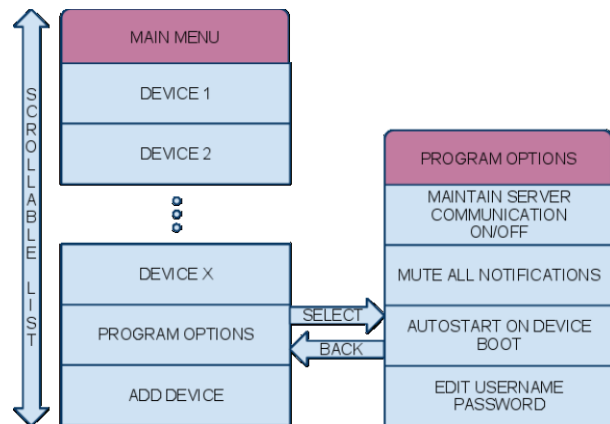 SCROLLABLE LIST
MAIN MENU
DEVICE 1
DEVICE 2
DEVICE X
PROGRAM OPTIONS
ADD DEVICE
SELECT
BACK
PROGRAM OPTIONS
MAINTAIN SERVER
COMMUNICATION
ON/OFF
MUTE ALL NOTIFICATIONS
AUTOSTART ON DEVICE
BOOT
EDIT USERNAME
PASSWORD